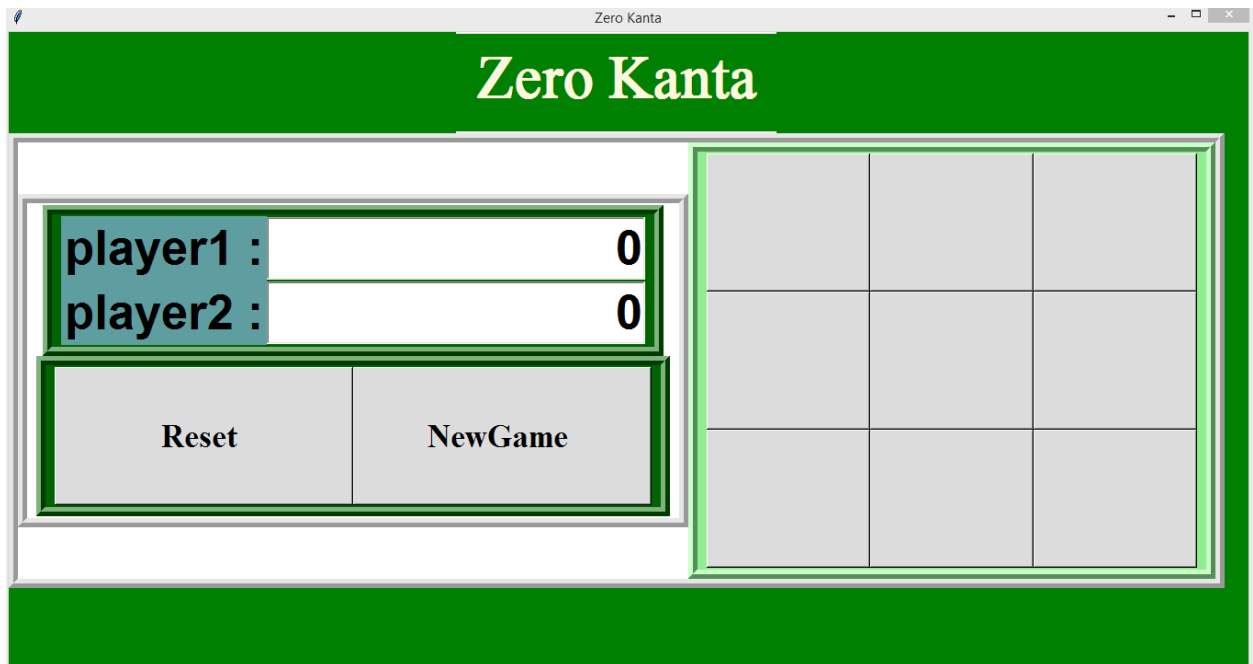 Zero Kanta
Zero Kanta
player1 : 0
player2 : 0
Reset NewGame